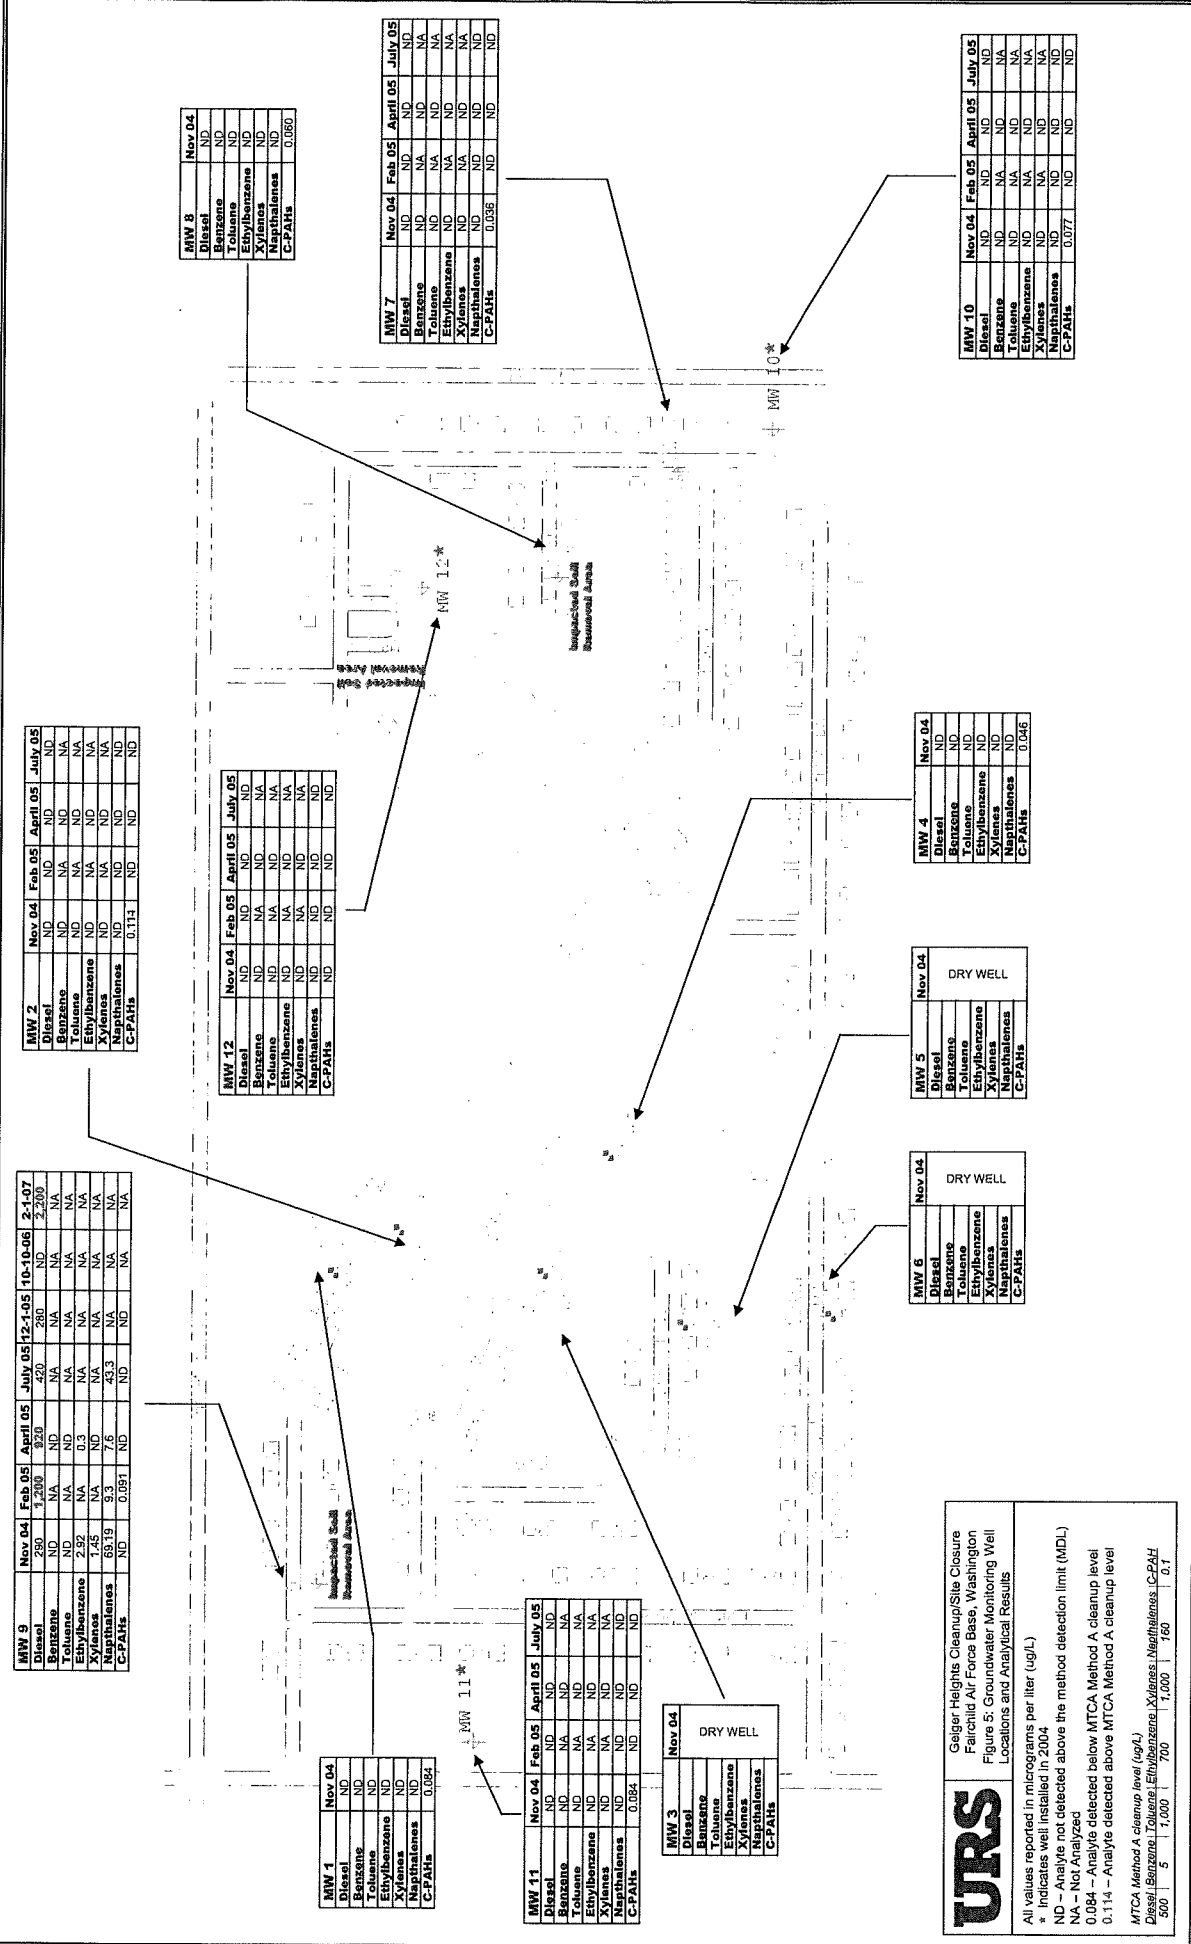 MW 9 Nov 04 Feb 05 April 05 July 05 12-1-05 10-10-06 2-1-07
Diesel 290 1,200 920 420 280 ND 2,200
Benzene ND NA ND NA NA NA NA
Toluene ND NA ND NA NA NA NA
Ethylbenzene 2.92 NA 0.3 NA NA NA NA
Xylenes 1.45 NA ND NA NA NA NA
Napthalenes 69.19 9.3 7.6 43.3 NA NA NA
C-PAHs ND 0.091 ND ND ND NA NA
MW 2 Nov 04 Feb 05 April 05 July 05
Diesel ND ND ND ND
Benzene ND NA ND NA
Toluene ND NA ND NA
Ethylbenzene ND NA ND NA
Xylenes ND NA ND NA
Napthalenes ND ND ND ND
C-PAHs 0.114 ND ND ND
MW 12 Nov 04 Feb 05 April 05 July 05
Diesel ND ND ND ND
Benzene ND NA ND NA
Toluene ND NA ND NA
Ethylbenzene ND NA ND NA
Xylenes ND NA ND NA
Napthalenes ND ND ND ND
C-PAHs ND ND ND ND
MW 8 Nov 04
Diesel ND
Benzene ND
Toluene ND
Ethylbenzene ND
Xylenes ND
Napthalenes ND
C-PAHs 0.060
MW 7 Nov 04 Feb 05 April 05 July 05
Diesel ND ND ND ND
Benzene ND NA ND NA
Toluene ND NA ND NA
Ethylbenzene ND NA ND NA
Xylenes ND NA ND NA
Napthalenes ND ND ND ND
C-PAHs 0.036 ND ND ND
MW 10 Nov 04 Feb 05 April 05 July 05
Diesel ND ND ND ND
Benzene ND NA ND NA
Toluene ND NA ND NA
Ethylbenzene ND NA ND NA
Xylenes ND NA ND NA
Napthalenes ND ND ND ND
C-PAHs 0.077 ND ND ND
Impacted Soil
Removal Area
MW 11*
Impacted Soil
Removal Area
MW 12*
Impacted Soil
Removal Area
MW 10*
MW 1 Nov 04
Diesel ND
Benzene ND
Toluene ND
Ethylbenzene ND
Xylenes ND
Napthalenes ND
C-PAHs 0.084
MW 11 Nov 04 Feb 05 April 05 July 05
Diesel ND ND ND ND
Benzene ND NA ND NA
Toluene ND NA ND NA
Ethylbenzene ND NA ND NA
Xylenes ND NA ND NA
Napthalenes ND ND ND ND
C-PAHs 0.084 ND ND ND
MW 3 Nov 04
Diesel
Benzene
Toluene
Ethylbenzene
Xylenes
Napthalenes
C-PAHs
DRY WELL
MW 6 Nov 04
Diesel
Benzene
Toluene
Ethylbenzene
Xylenes
Napthalenes
C-PAHs
DRY WELL
MW 5 Nov 04
Diesel
Benzene
Toluene
Ethylbenzene
Xylenes
Napthalenes
C-PAHs
DRY WELL
MW 4 Nov 04
Diesel ND
Benzene ND
Toluene ND
Ethylbenzene ND
Xylenes ND
Napthalenes ND
C-PAHs 0.046
URS
Geiger Heights Cleanup/Site Closure
Fairchild Air Force Base, Washington
Figure 5: Groundwater Monitoring Well
Locations and Analytical Results
All values reported in micrograms per liter (ug/L)
* Indicates well installed in 2004
ND – Analyte not detected above the method detection limit (MDL)
NA – Not Analyzed
0.084 – Analyte detected below MTCA Method A cleanup level
0.114 – Analyte detected above MTCA Method A cleanup level
MTCA Method A cleanup level (ug/L)
Diesel Benzene Toluene Ethylbenzene Xylenes Napthalenes C-PAH
500 5 1,000 700 1,000 160 0.1